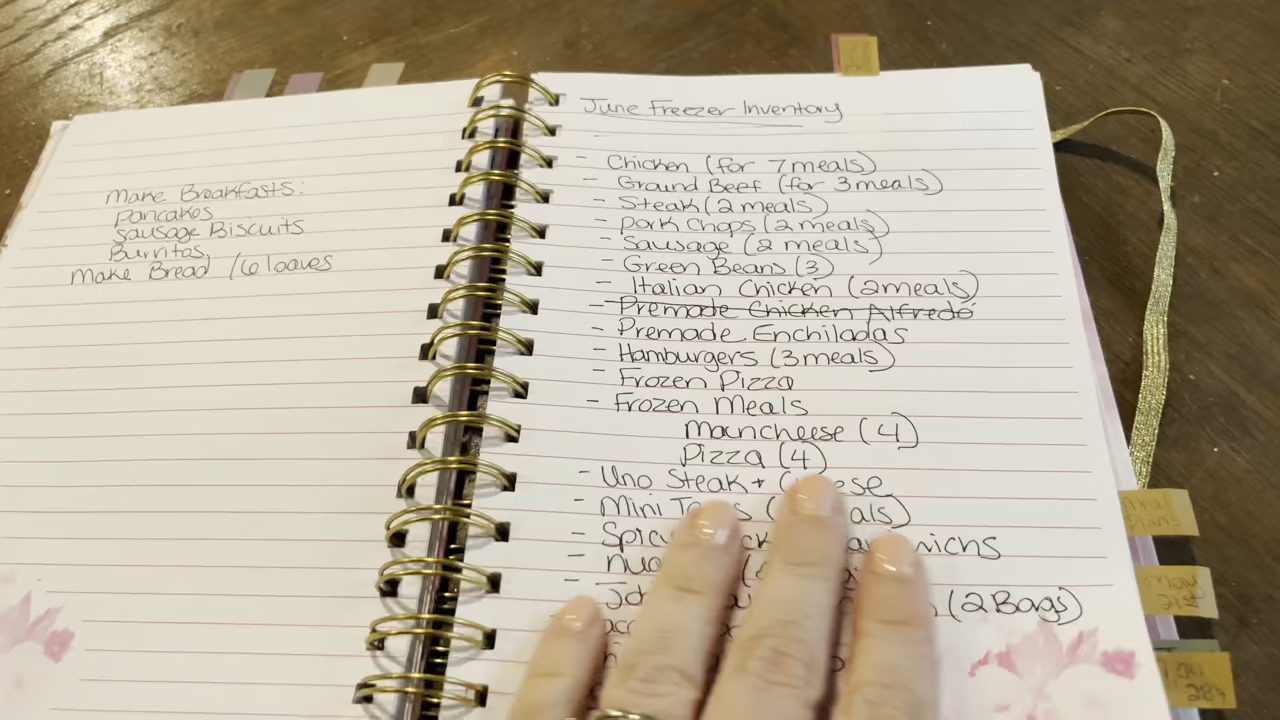 Make Breakfasts:
Pancakes
Sausage Biscuits
Burritos
Make Bread / 6 loaves
June Freezer Inventory
- Chicken (for 7 meals)
- Ground Beef (for 3 meals)
- Steak (2 meals)
- Pork Chops (2 meals)
- Sausage (2 meals)
- Green Beans (3)
- Italian Chicken (2 meals)
- Premade Chicken Alfredo
- Premade Enchiladas
- Hamburgers (3 meals)
- Frozen Pizza
- Frozen Meals
Mancheese (4)
Pizza (4)
- Uno Steak +
- Mini
(2 Bags)
May
21st